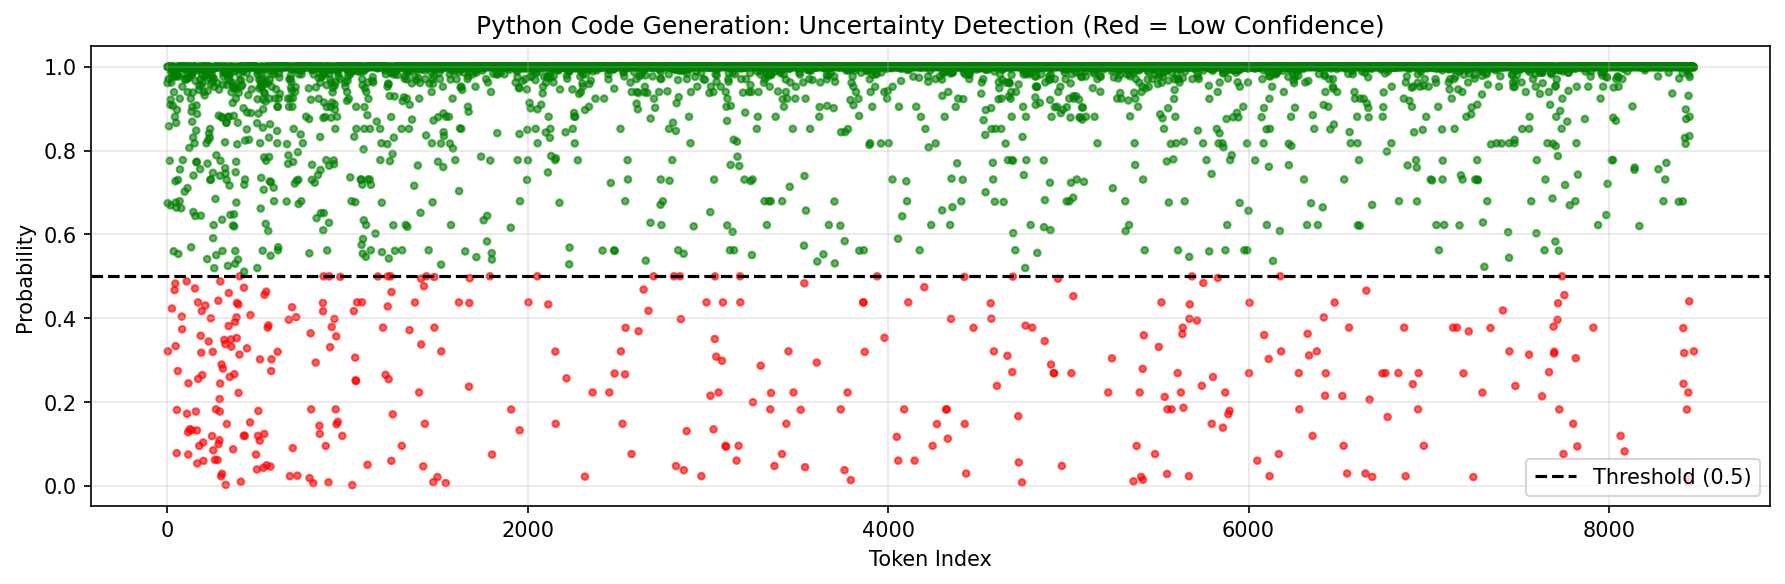 Python Code Generation: Uncertainty Detection (Red = Low Confidence)
Probability
1.0
0.8
0.6
0.4
0.2
0.0
Threshold (0.5)
0 2000 4000 6000 8000
Token Index